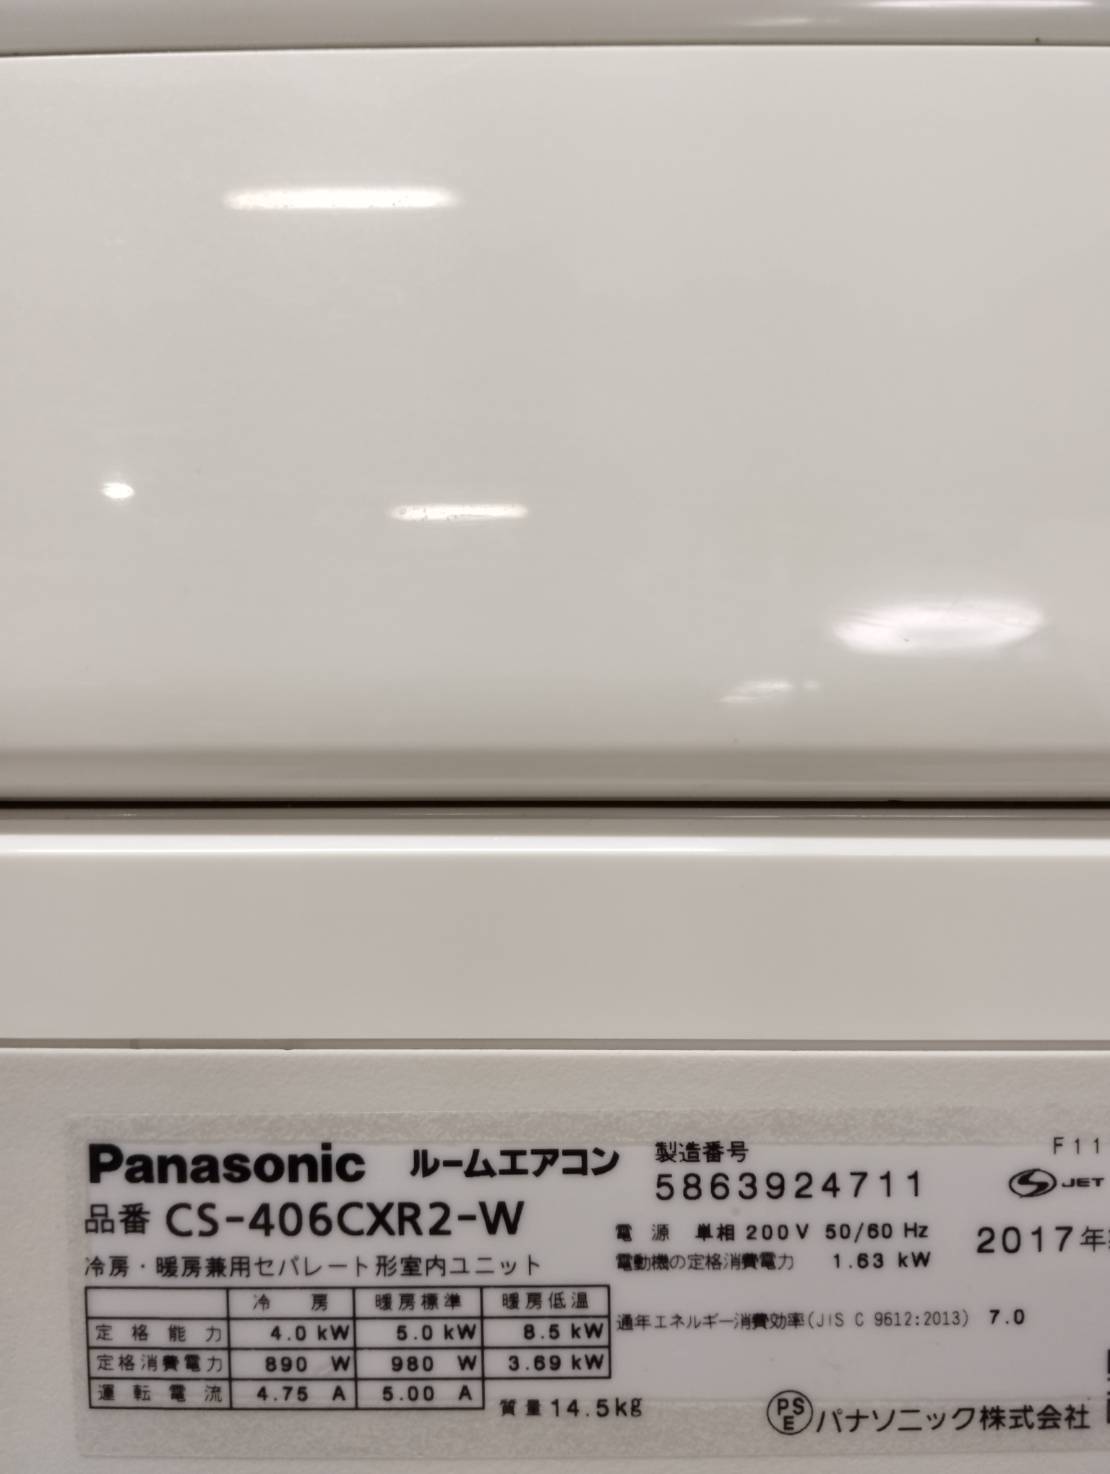 Panasonic ルームエアコン
品番 CS-406CXR2-W
冷房・暖房兼用セパレート形室内ユニット
冷房 暖房標準 暖房低温
定格能力 4.0 kW 5.0 kW 8.5 kW
定格消費電力 890 W 980 W 3.69 kW
運転電流 4.75 A 5.00 A
質量 14.5kg
製造番号
5863924711
F11
JET
電源 単相 200V 50/60 Hz
2017年
電動機の定格消費電力 1.63 kW
通年エネルギー消費効率(JIS C 9612:2013) 7.0
PSE パナソニック株式会社